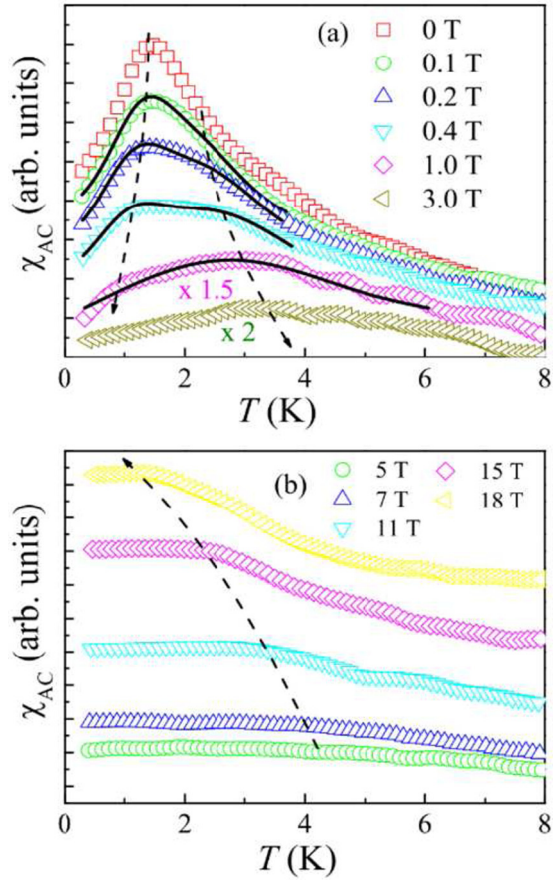 (a)
0 T
0.1 T
0.2 T
0.4 T
1.0 T
3.0 T
χAC (arb. units)
x 1.5
x 2
0 2 4 6 8
T (K)
(b)
5 T 15 T
7 T 18 T
11 T
χAC (arb. units)
0 2 4 6 8
T (K)